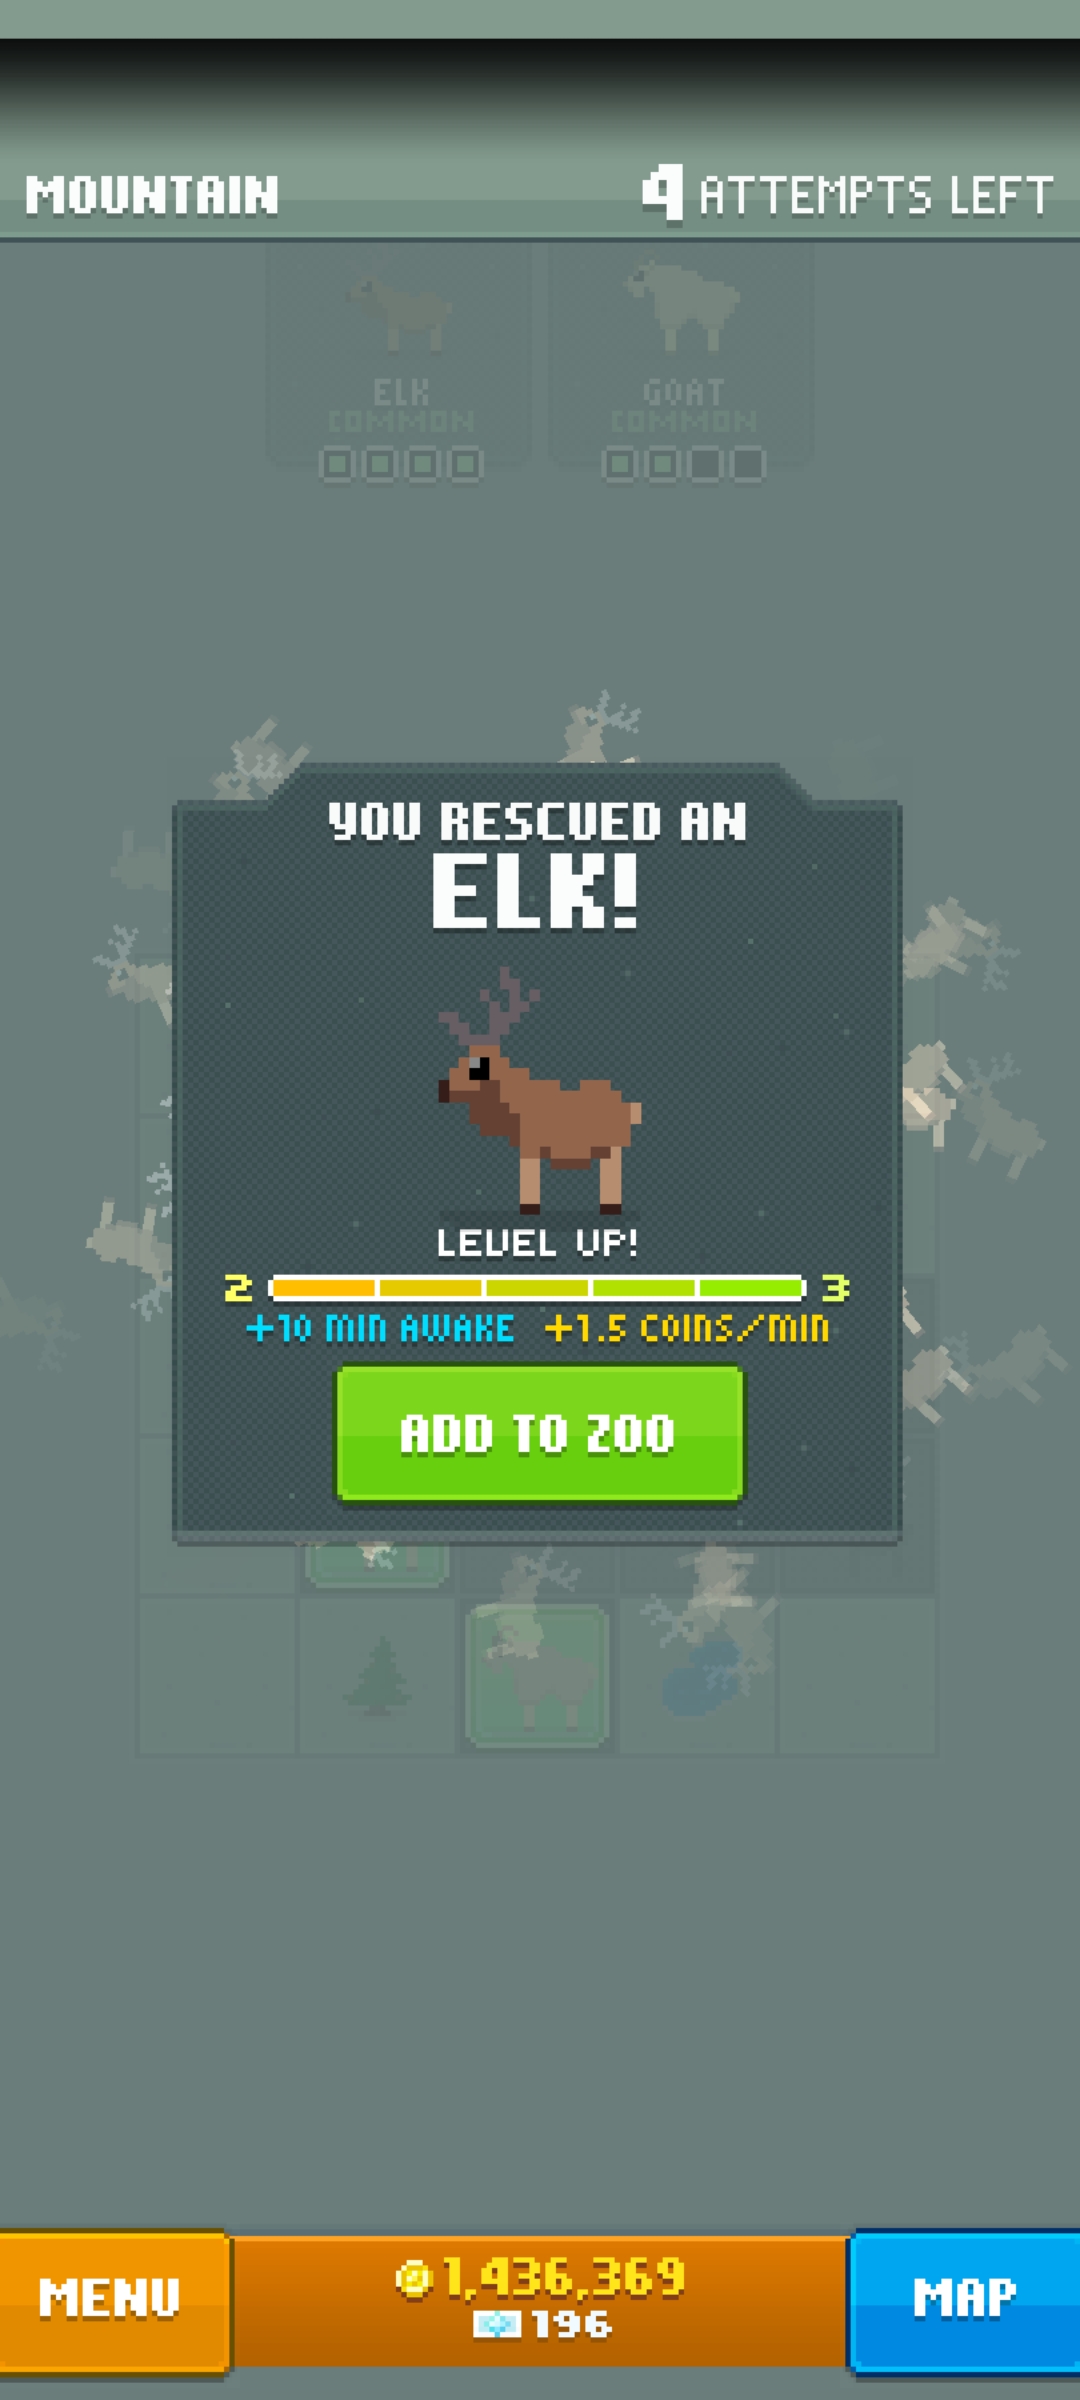 MOUNTAIN
4 ATTEMPTS LEFT
ELK
COMMON
GOAT
COMMON
YOU RESCUED AN
ELK!
LEVEL UP!
2 3
+10 MIN AWAKE +1.5 COINS/MIN
ADD TO ZOO
MENU
1,436,369
196
MAP